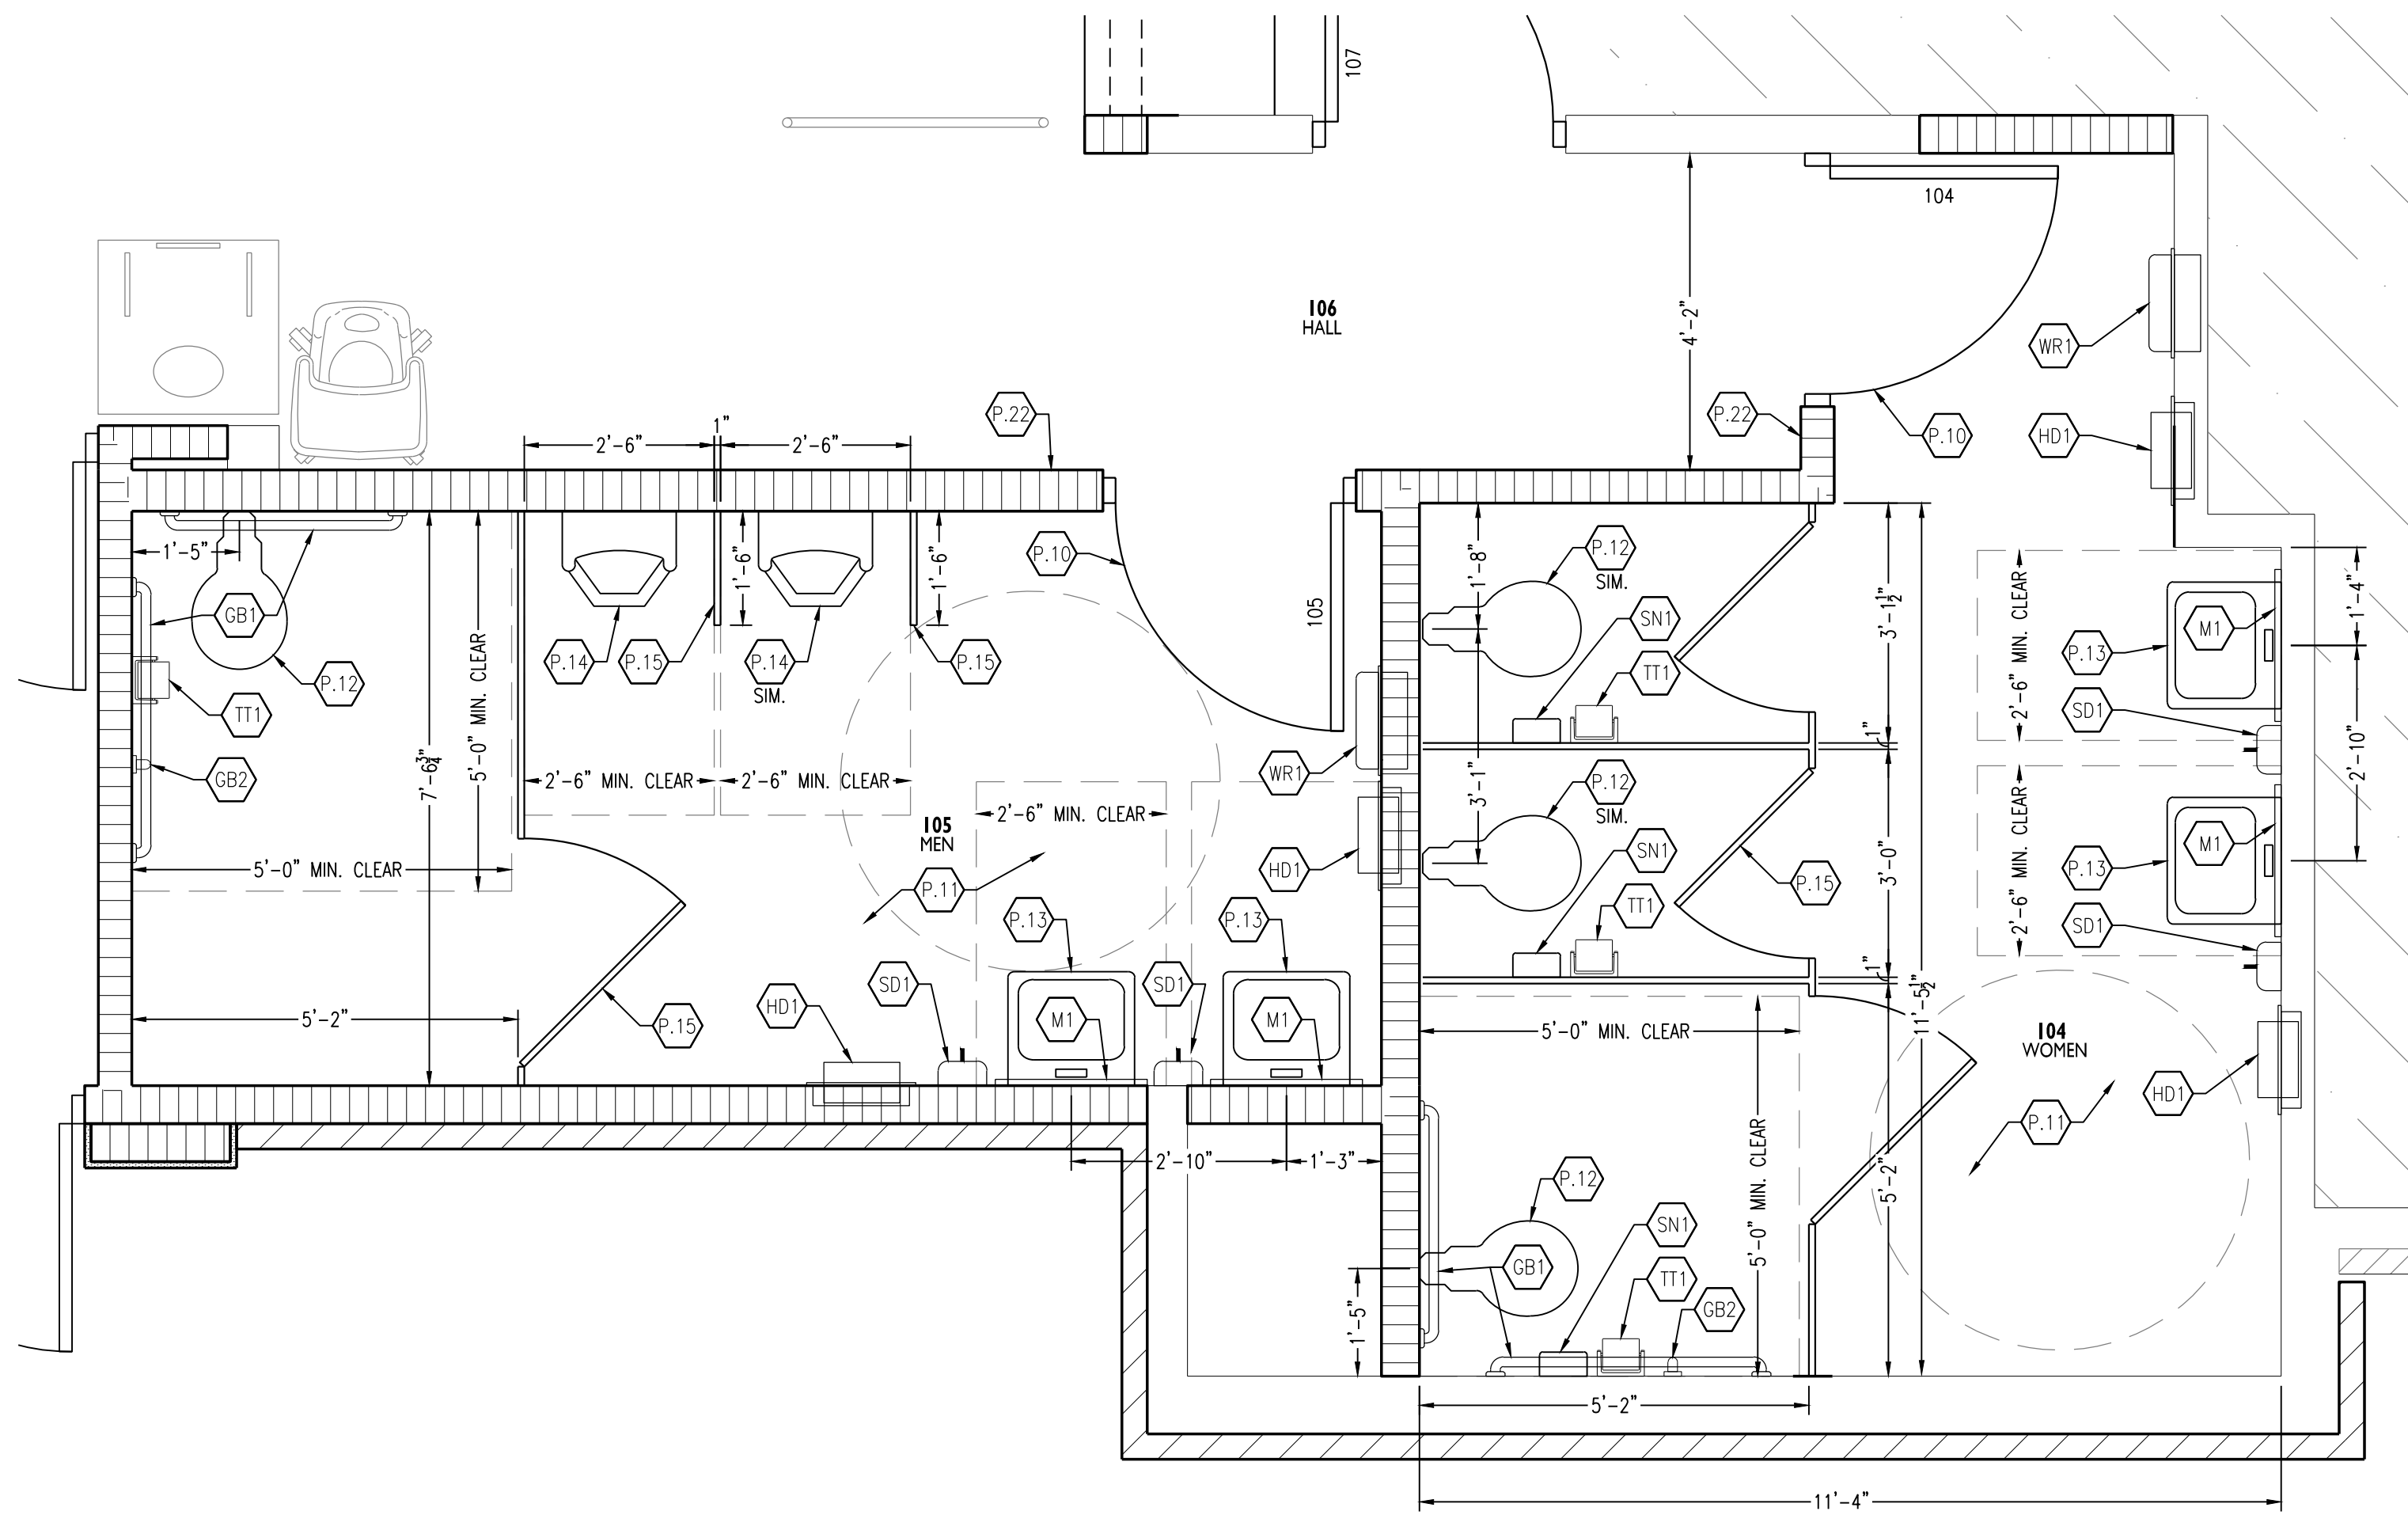 107
104
106
HALL
4'-2"
WR1
HD1
P.10
P.22
P.22
1"
2'-6"
2'-6"
1'-5"
GB1
P.12
TT1
GB2
7'-6¾"
5'-0" MIN. CLEAR
5'-0" MIN. CLEAR
5'-2"
P.14
P.15
P.14
SIM.
P.15
1'-6"
1'-6"
P.10
105
2'-6" MIN. CLEAR
2'-6" MIN. CLEAR
2'-6" MIN. CLEAR
105
MEN
P.11
P.13
P.13
P.15
HD1
SD1
M1
SD1
M1
WR1
HD1
2'-10"
1'-3"
1'-8"
P.12
SIM.
SN1
TT1
3'-1½"
1"
3'-1"
P.12
SIM.
SN1
TT1
P.15
3'-0"
1"
11'-5½"
5'-0" MIN. CLEAR
5'-0" MIN. CLEAR
5'-2"
P.12
GB1
SN1
TT1
GB2
1'-5"
5'-2"
11'-4"
2'-6" MIN. CLEAR
2'-6" MIN. CLEAR
P.13
M1
SD1
P.13
M1
SD1
1'-4"
2'-10"
104
WOMEN
HD1
P.11